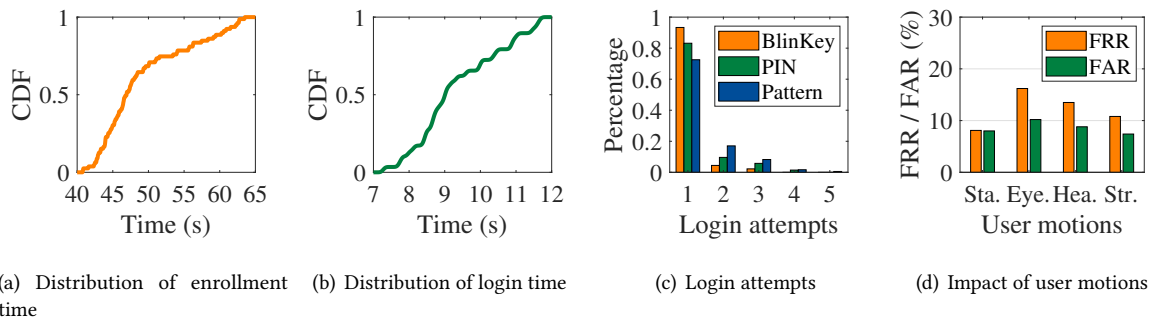 1
0.5
0
CDF
40 45 50 55 60 65
Time (s)
1
0.5
0
CDF
7 8 9 10 11 12
Time (s)
1
0.8
0.6
0.4
0.2
0
Percentage
BlinKey
PIN
Pattern
1 2 3 4 5
Login attempts
30
20
10
0
FRR / FAR (%)
FRR
FAR
Sta. Eye. Hea. Str.
User motions
(a) Distribution of enrollment
time
(b) Distribution of login time
(c) Login attempts
(d) Impact of user motions